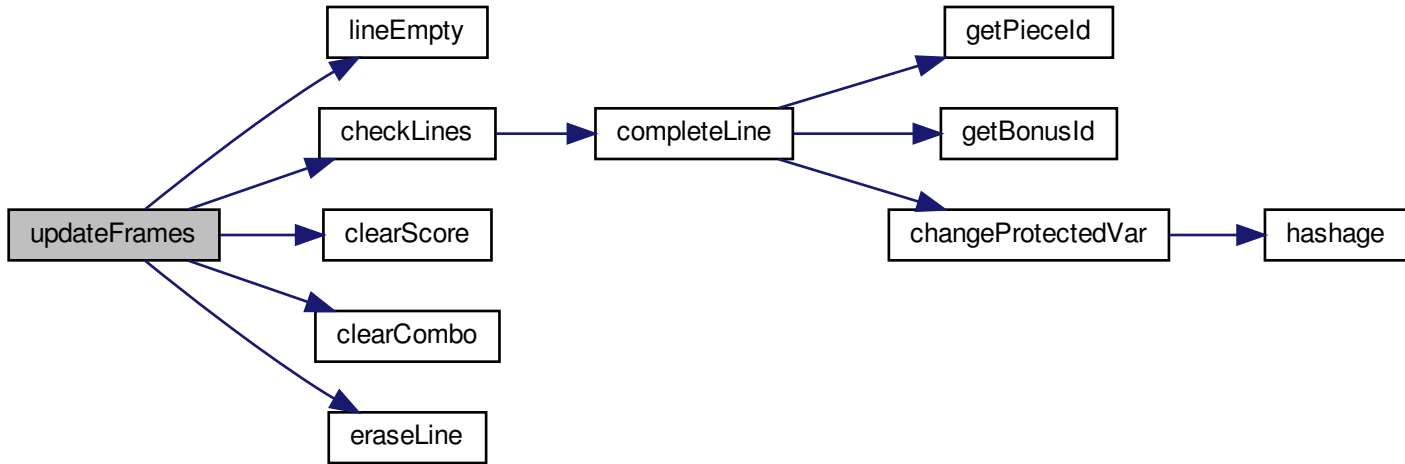 lineEmpty
getPieceId
checkLines
completeLine
getBonusId
updateFrames
clearScore
changeProtectedVar
hashage
clearCombo
eraseLine